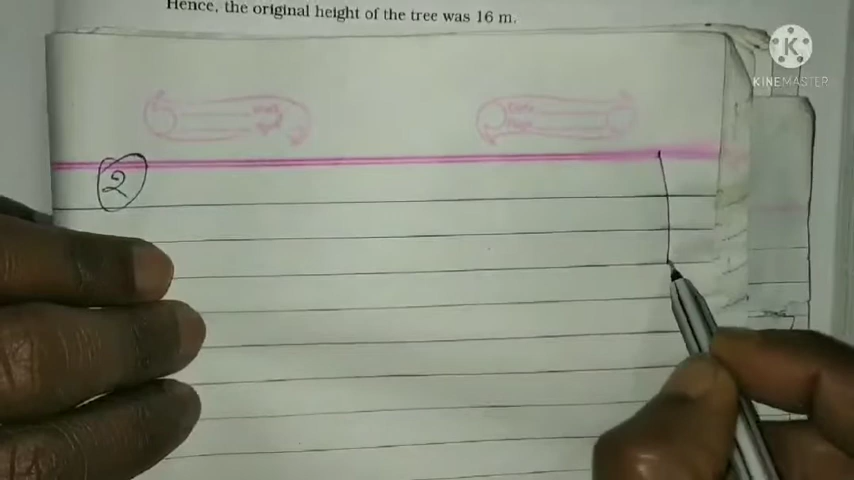 Hence, the original height of the tree was 16 m.
KINEMASTER
2